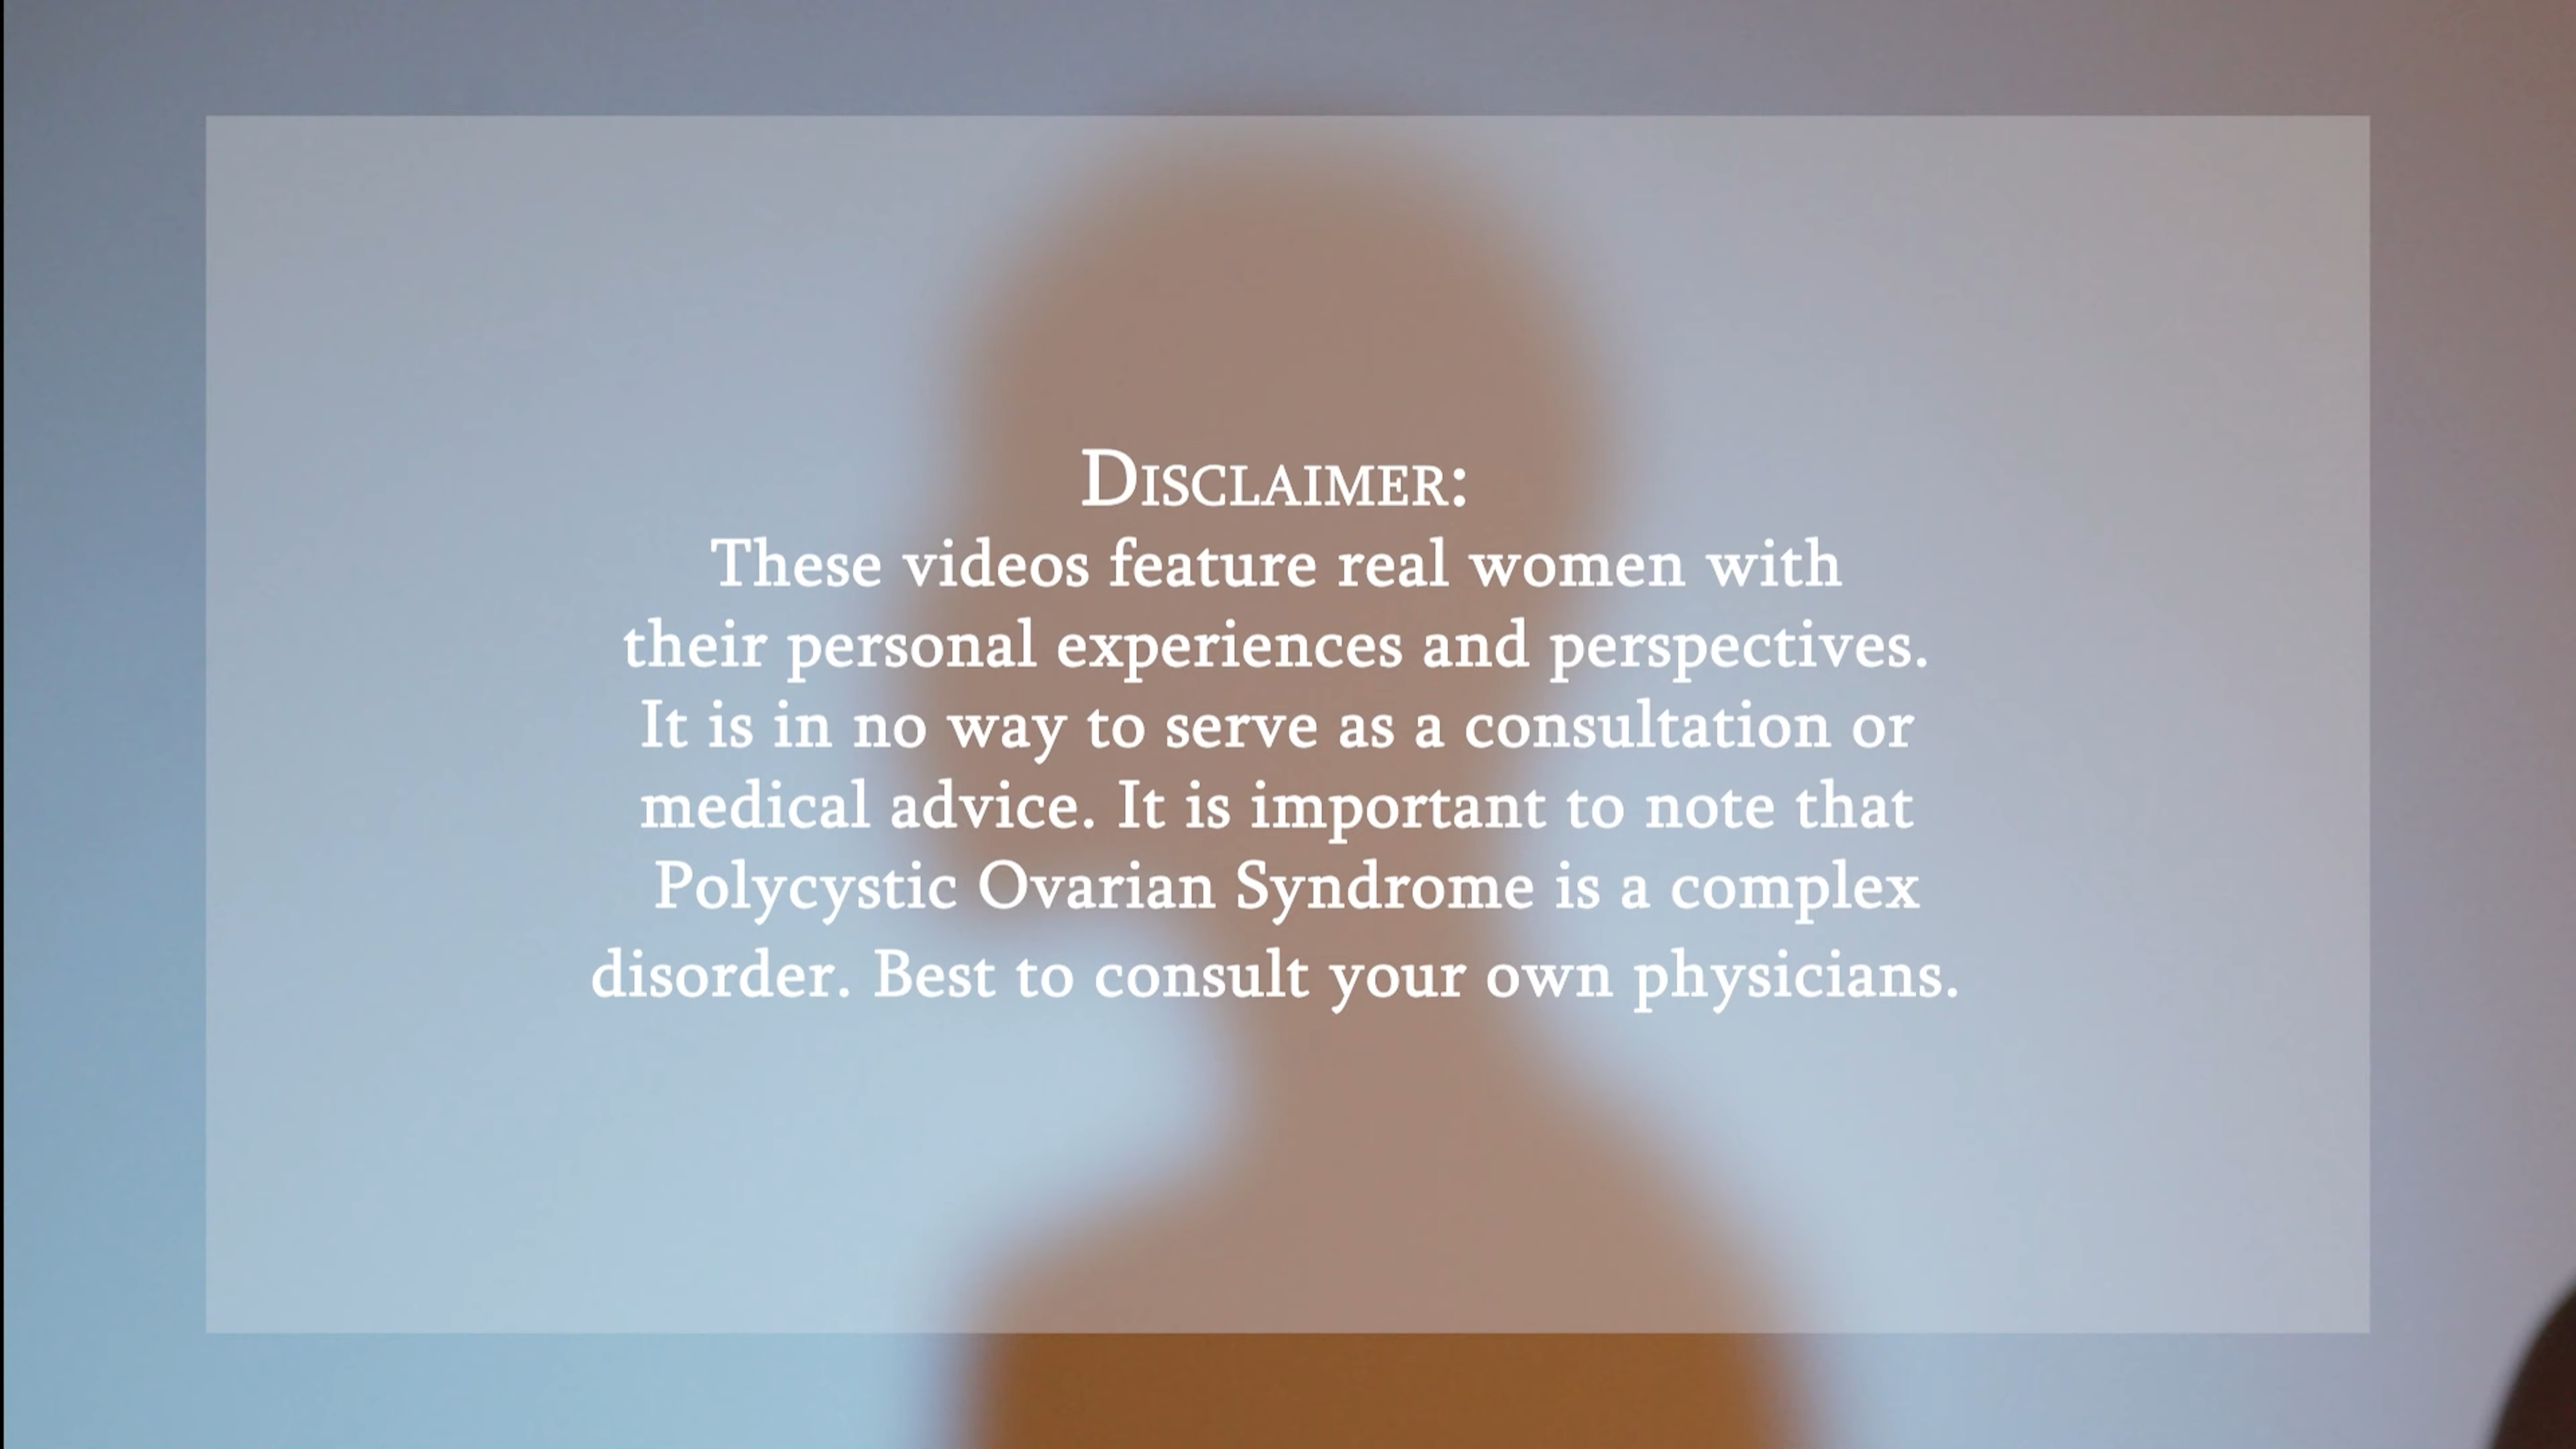 DISCLAIMER:
These videos feature real women with
their personal experiences and perspectives.
It is in no way to serve as a consultation or
medical advice. It is important to note that
Polycystic Ovarian Syndrome is a complex
disorder. Best to consult your own physicians.